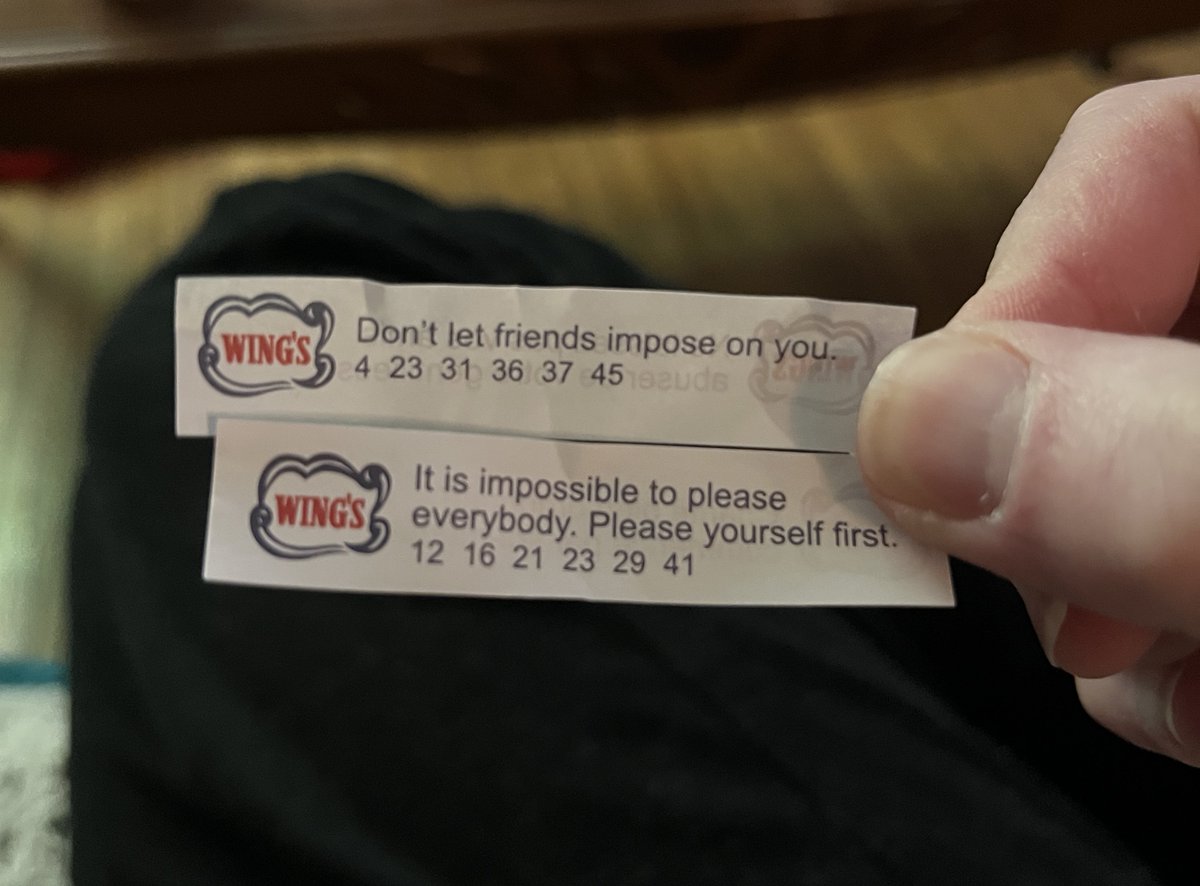 WING'S
Don't let friends impose on you.
4 23 31 36 37 45
WING'S
It is impossible to please
everybody. Please yourself first.
12 16 21 23 29 41